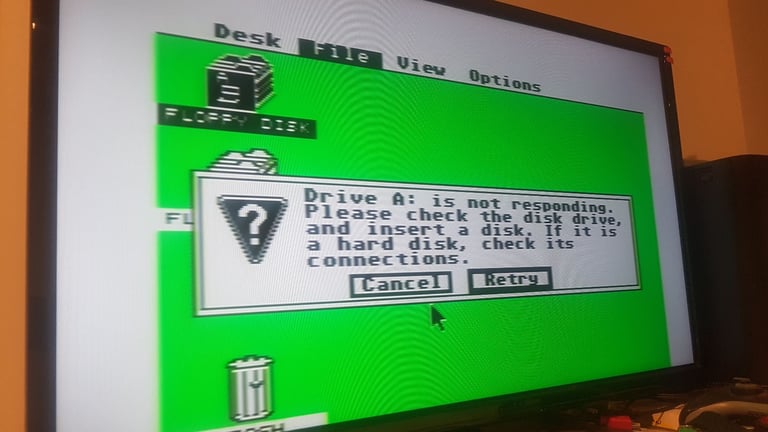 Desk File View Options
FLOPPY DISK
FL
Drive A: is not responding.
Please check the disk drive,
and insert a disk. If it is
a hard disk, check its
connections.
Cancel Retry